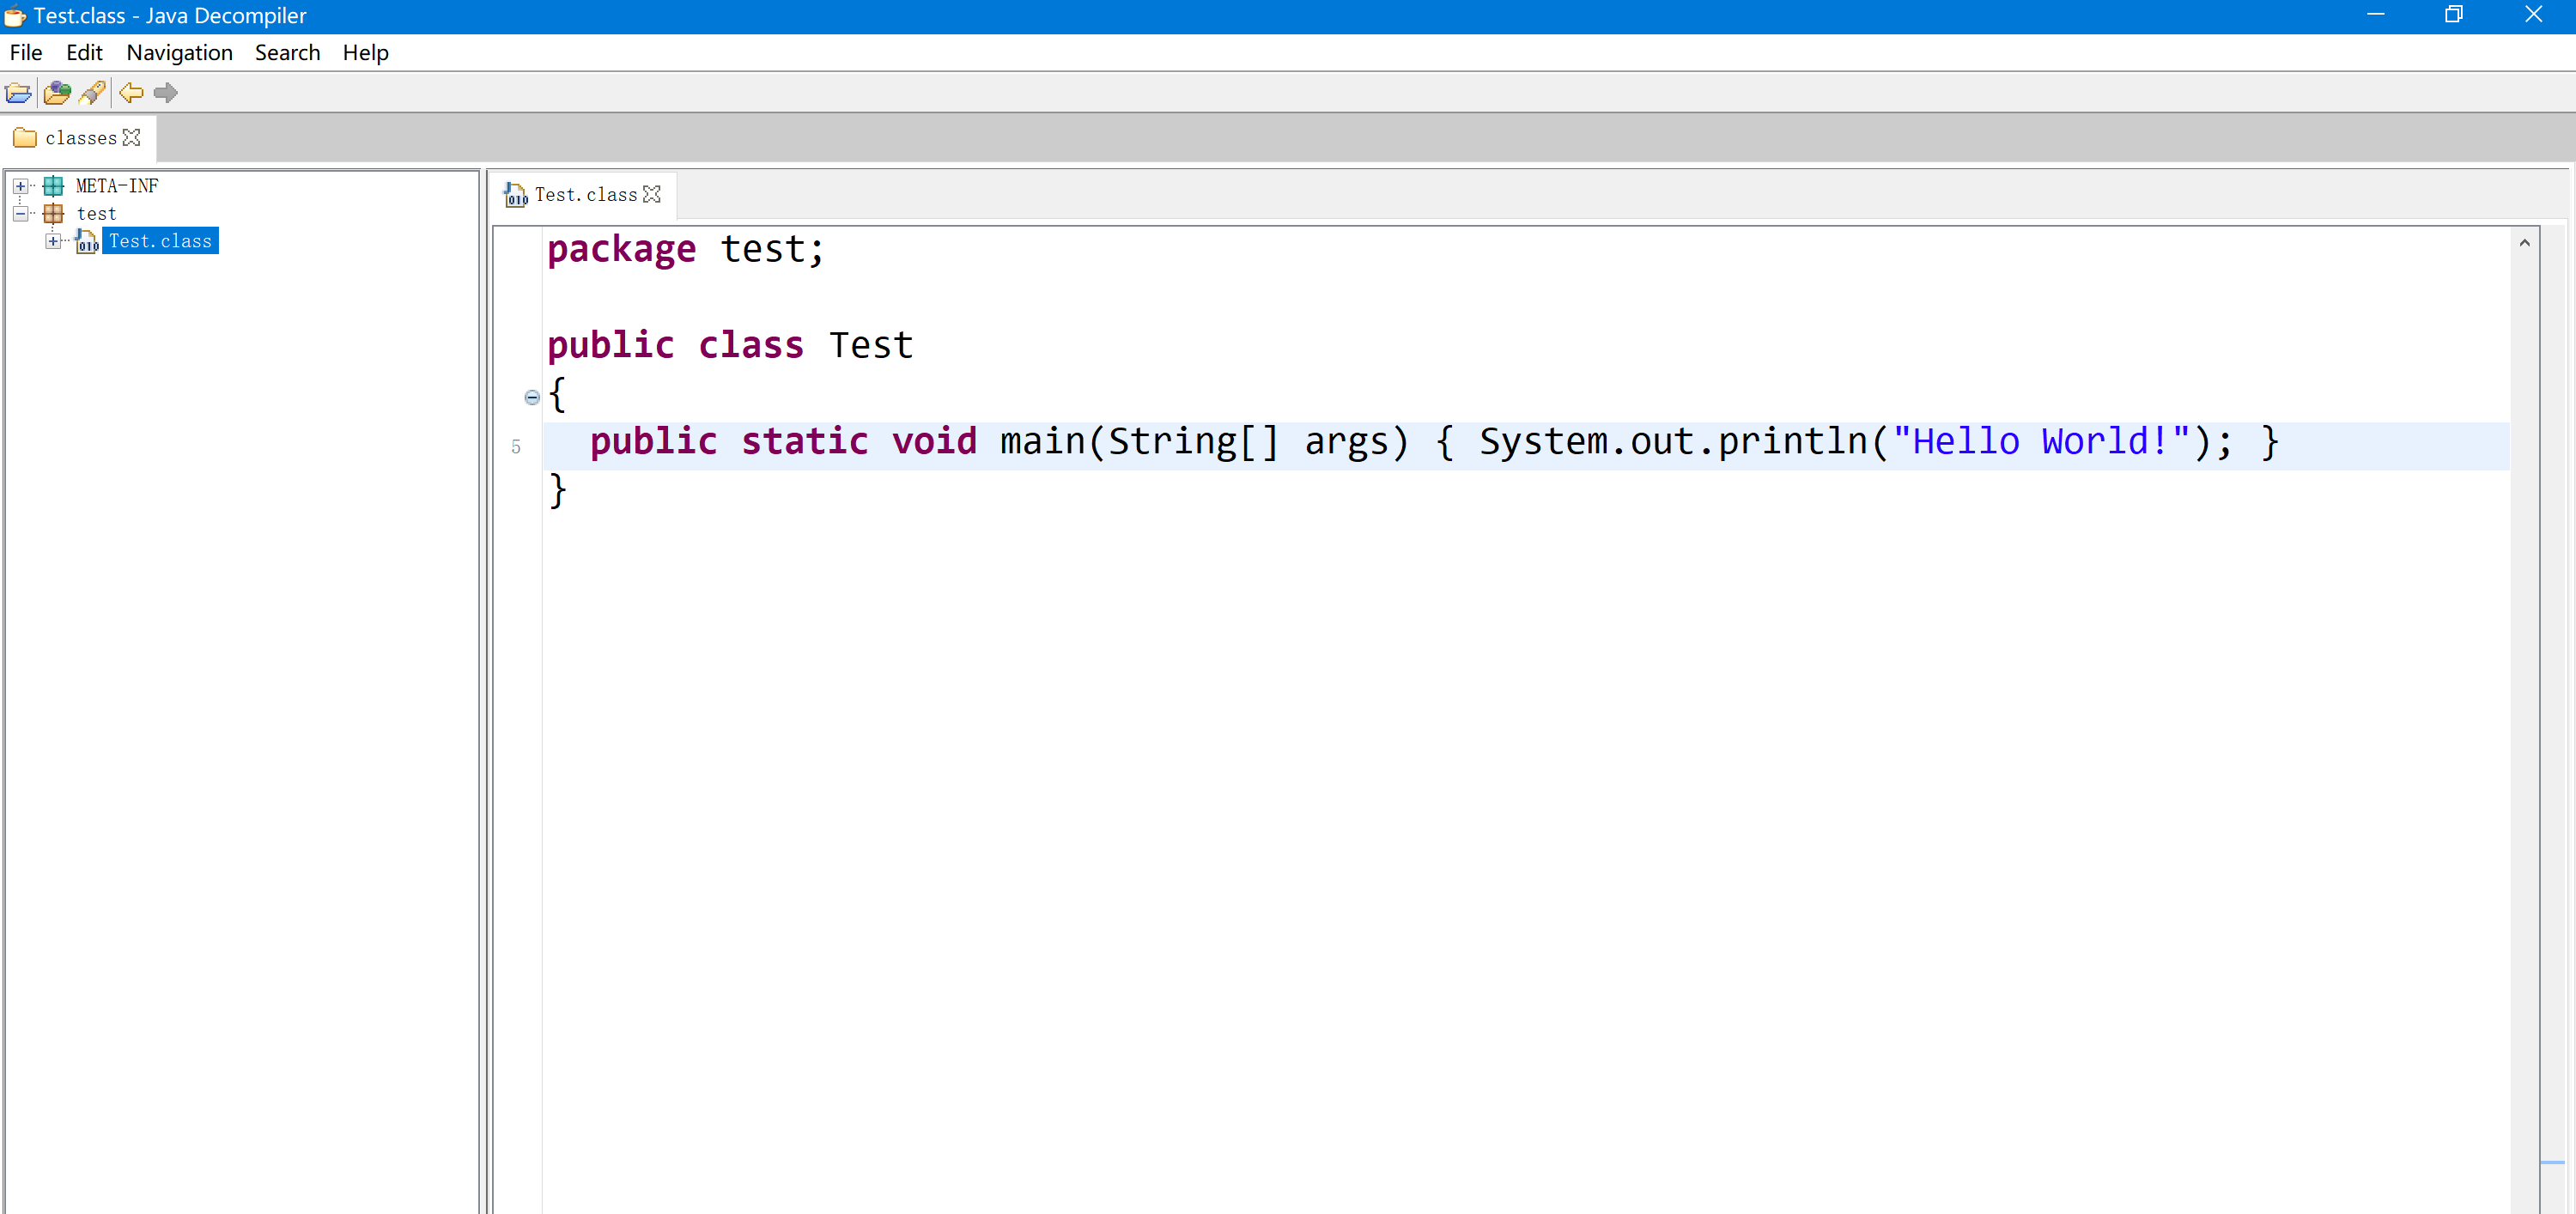 Test.class - Java Decompiler
File Edit Navigation Search Help
classes
META-INF
test
Test.class
Test.class
package test;
public class Test
{
5 public static void main(String[] args) { System.out.println("Hello World!"); }
}